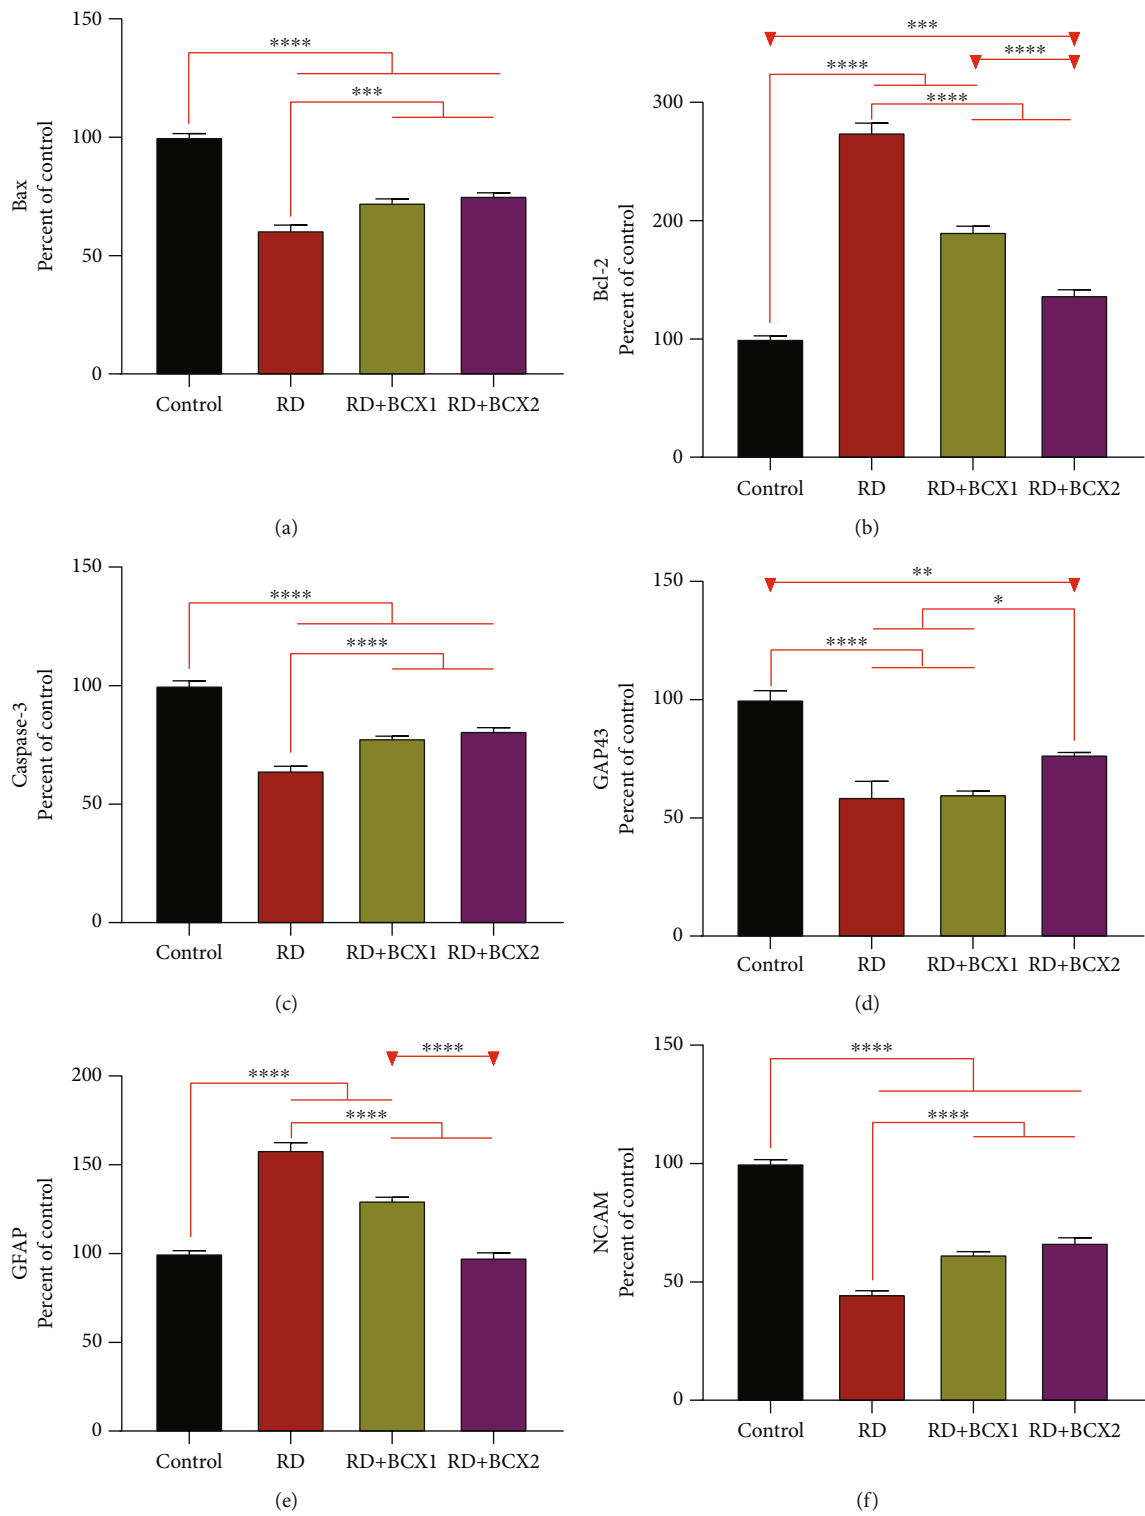 150
100
50
0
Bax
Percent of control
****
***
Control RD RD+BCX1 RD+BCX2
(a)
300
200
100
0
Bcl-2
Percent of control
***
****
****
****
Control RD RD+BCX1 RD+BCX2
(b)
150
100
50
0
Caspase-3
Percent of control
****
****
Control RD RD+BCX1 RD+BCX2
(c)
150
100
50
0
GAP43
Percent of control
**
*
****
Control RD RD+BCX1 RD+BCX2
(d)
200
150
100
50
0
GFAP
Percent of control
****
****
****
Control RD RD+BCX1 RD+BCX2
(e)
150
100
50
0
NCAM
Percent of control
****
****
Control RD RD+BCX1 RD+BCX2
(f)